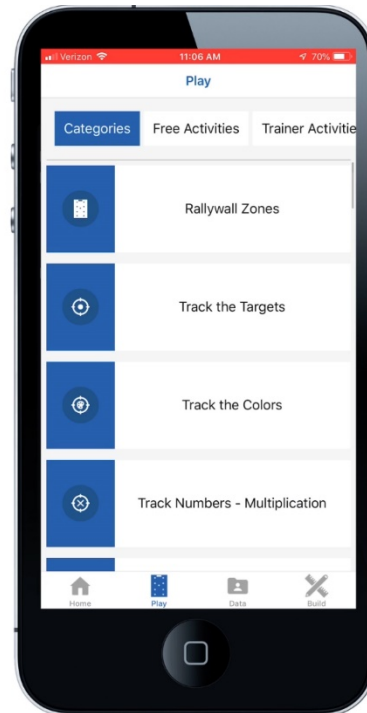 Verizon 11:06 AM 70%
Play
Categories Free Activities Trainer Activitie
Rallywall Zones
Track the Targets
Track the Colors
Track Numbers - Multiplication
Home Play Data Build